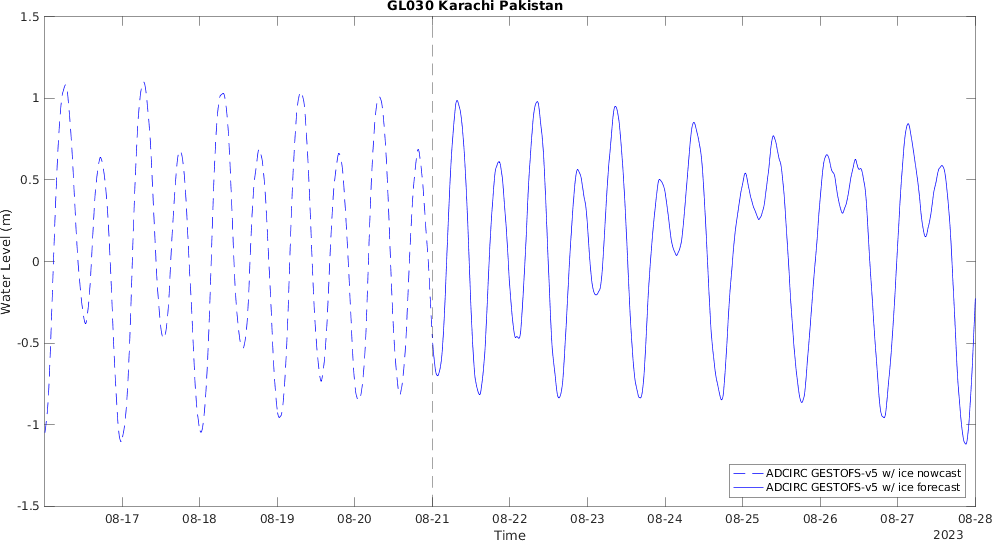 GL030 Karachi Pakistan
1.5
1
0.5
0
-0.5
-1
-1.5
Water Level (m)
08-17 08-18 08-19 08-20 08-21 08-22 08-23 08-24 08-25 08-26 08-27 08-28
Time
2023
ADCIRC GESTOFS-v5 w/ ice nowcast
ADCIRC GESTOFS-v5 w/ ice forecast